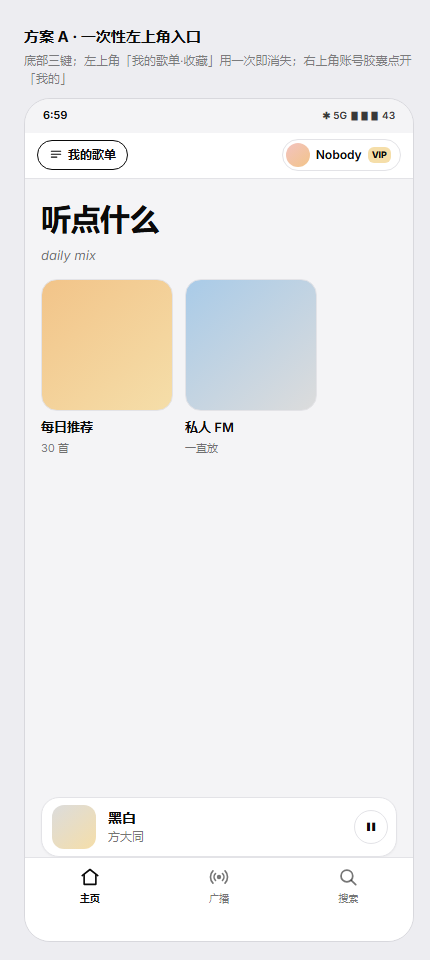 方案 A · 一次性左上角入口
底部三键；左上角「我的歌单·收藏」用一次即消失；右上角账号胶囊点开
「我的」
6:59
✱ 5G ▮▮▮ 43
我的歌单
Nobody VIP
听点什么
daily mix
每日推荐
私人 FM
30 首
一直放
黑白
方大同
主页
广播
搜索